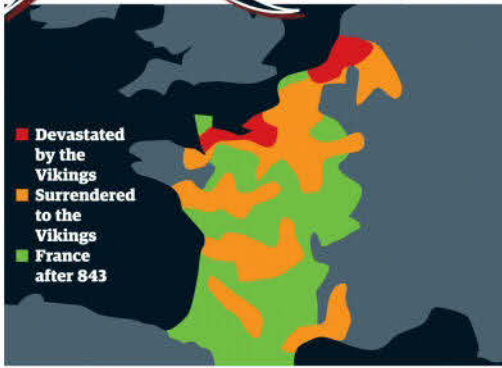 Devastated
by the
Vikings
Surrendered
to the
Vikings
France
after 843